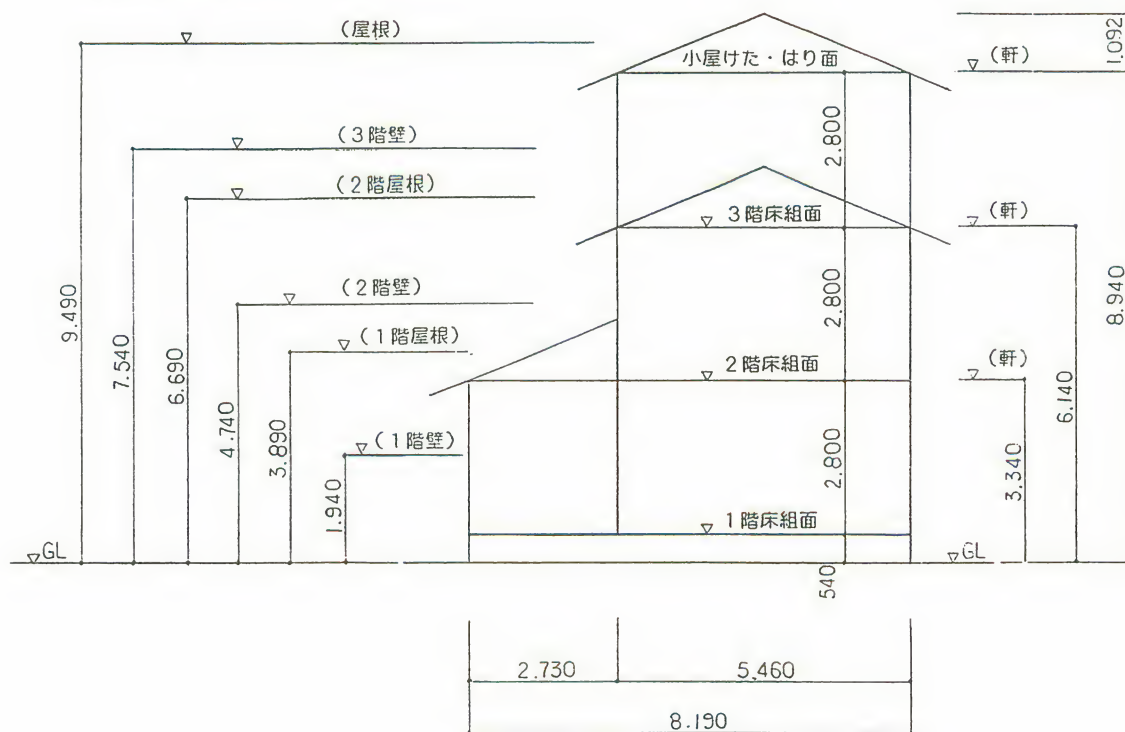 (屋根)
1.092
小屋けた・はり面
(軒)
(3階壁)
2.800
(2階屋根)
3階床組面
(軒)
(2階壁)
9.490
7.540
6.690
2.800
8.940
(1階屋根)
2階床組面
(軒)
4.740
3.890
6.140
(1階壁)
2.800
3.340
1.940
1階床組面
GL
GL
540
2.730
5.460
8.190